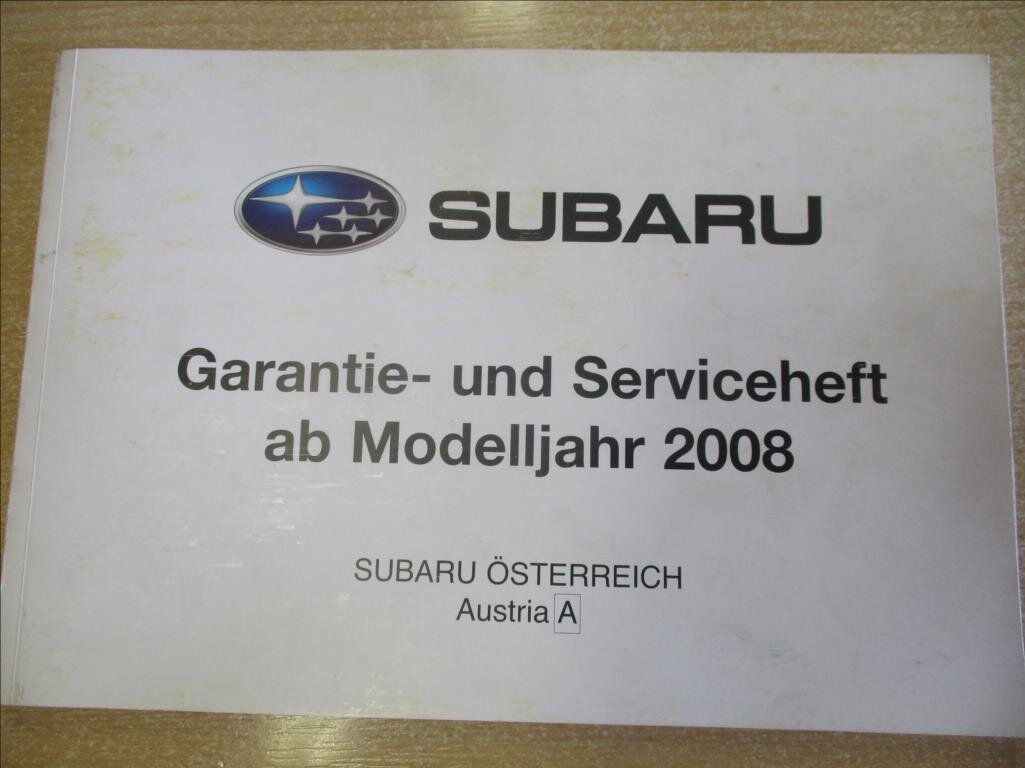 SUBARU
Garantie- und Serviceheft
ab Modelljahr 2008
SUBARU ÖSTERREICH
Austria A